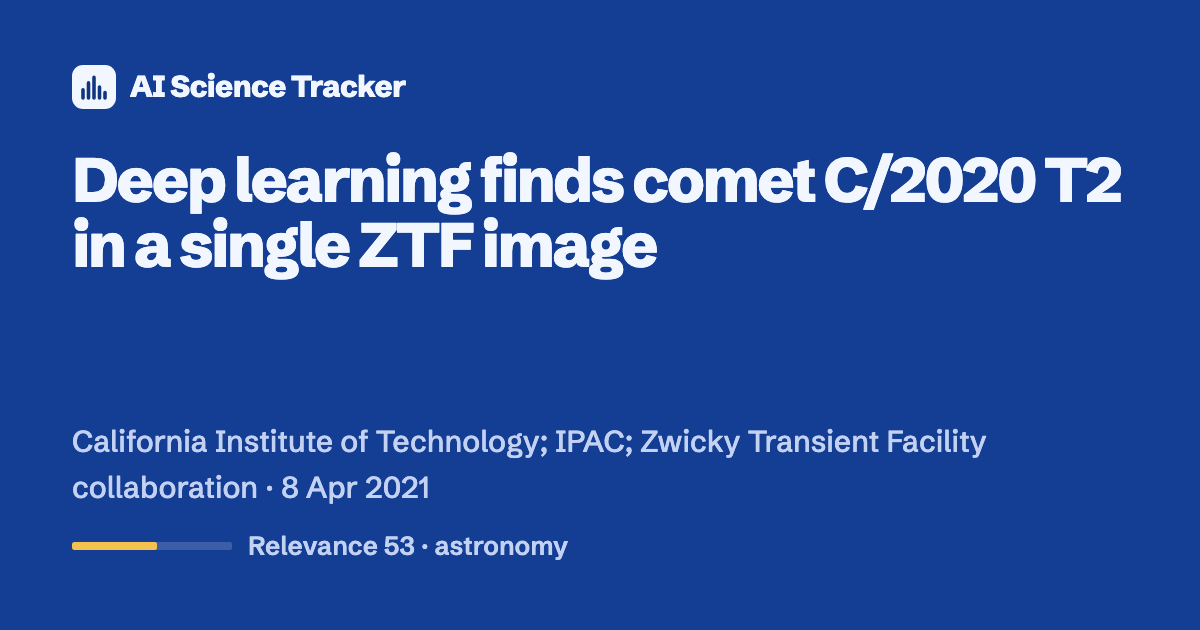 AI Science Tracker
Deep learning finds comet C/2020 T2
in a single ZTF image
California Institute of Technology; IPAC; Zwicky Transient Facility
collaboration · 8 Apr 2021
Relevance 53 · astronomy